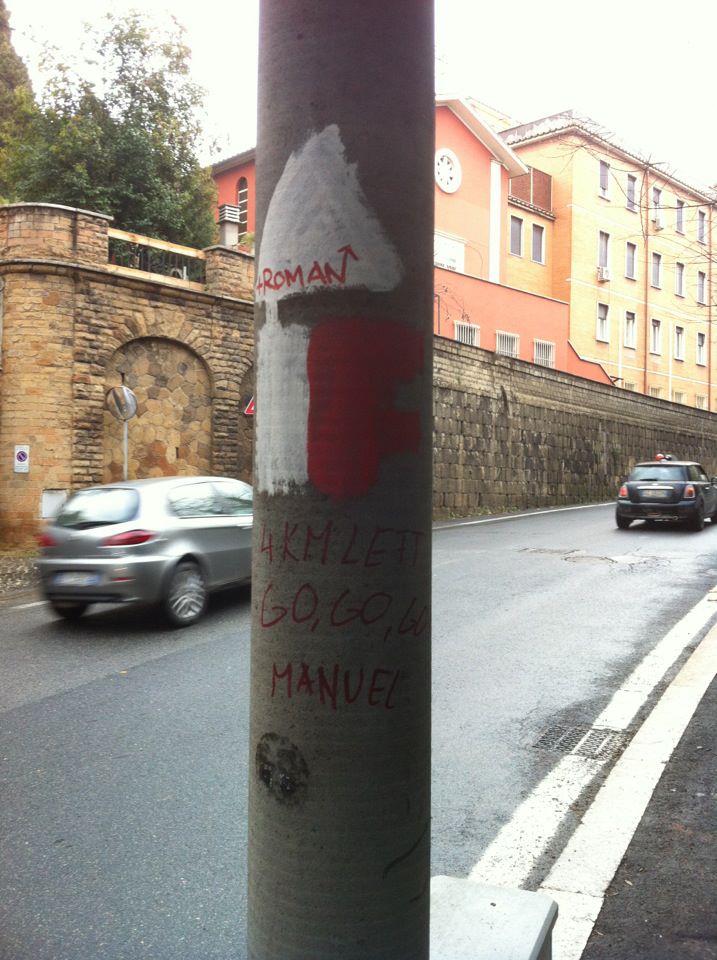 +ROMAN
4 KM LEFT
GO, GO, GO
MANUEL